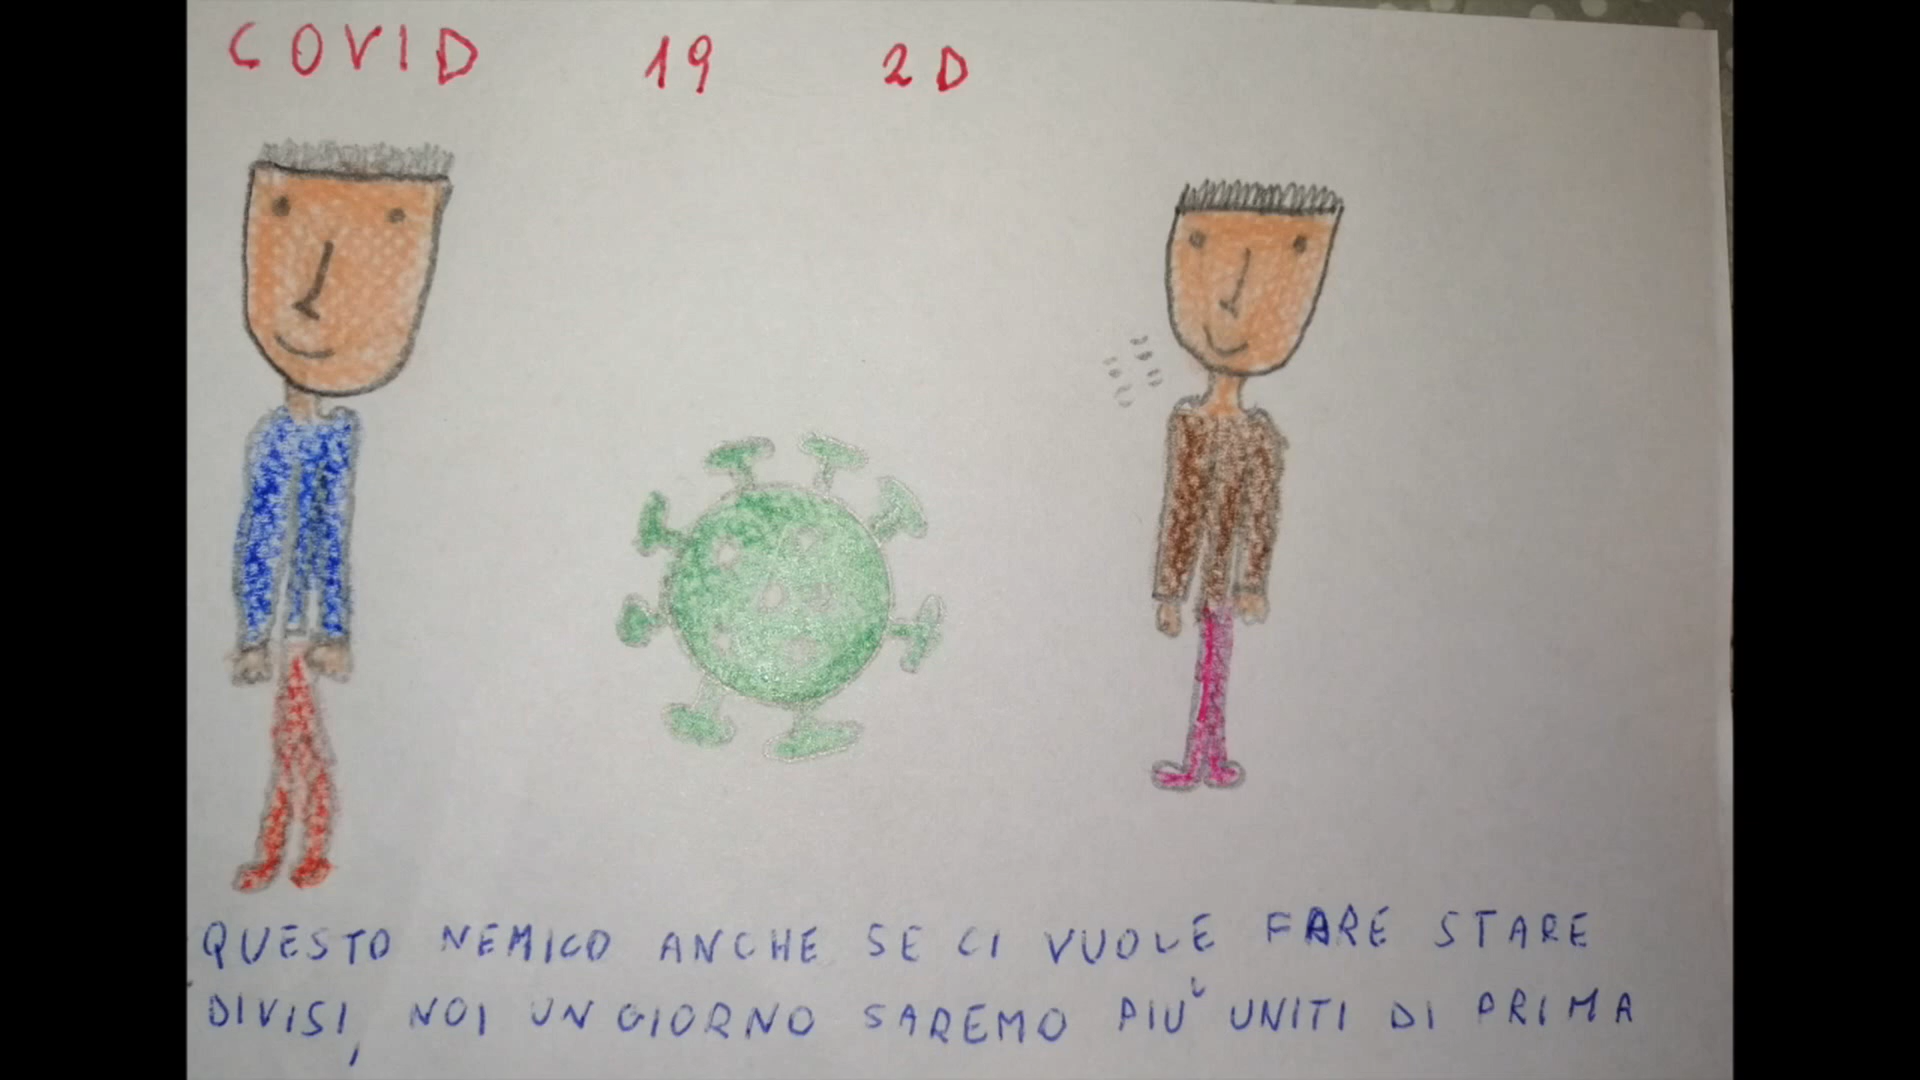 COVID 19 2D
QUESTO NEMICO ANCHE SE CI VUOLE FARE STARE
DIVISI, NOI UN GIORNO SAREMO PIÙ UNITI DI PRIMA